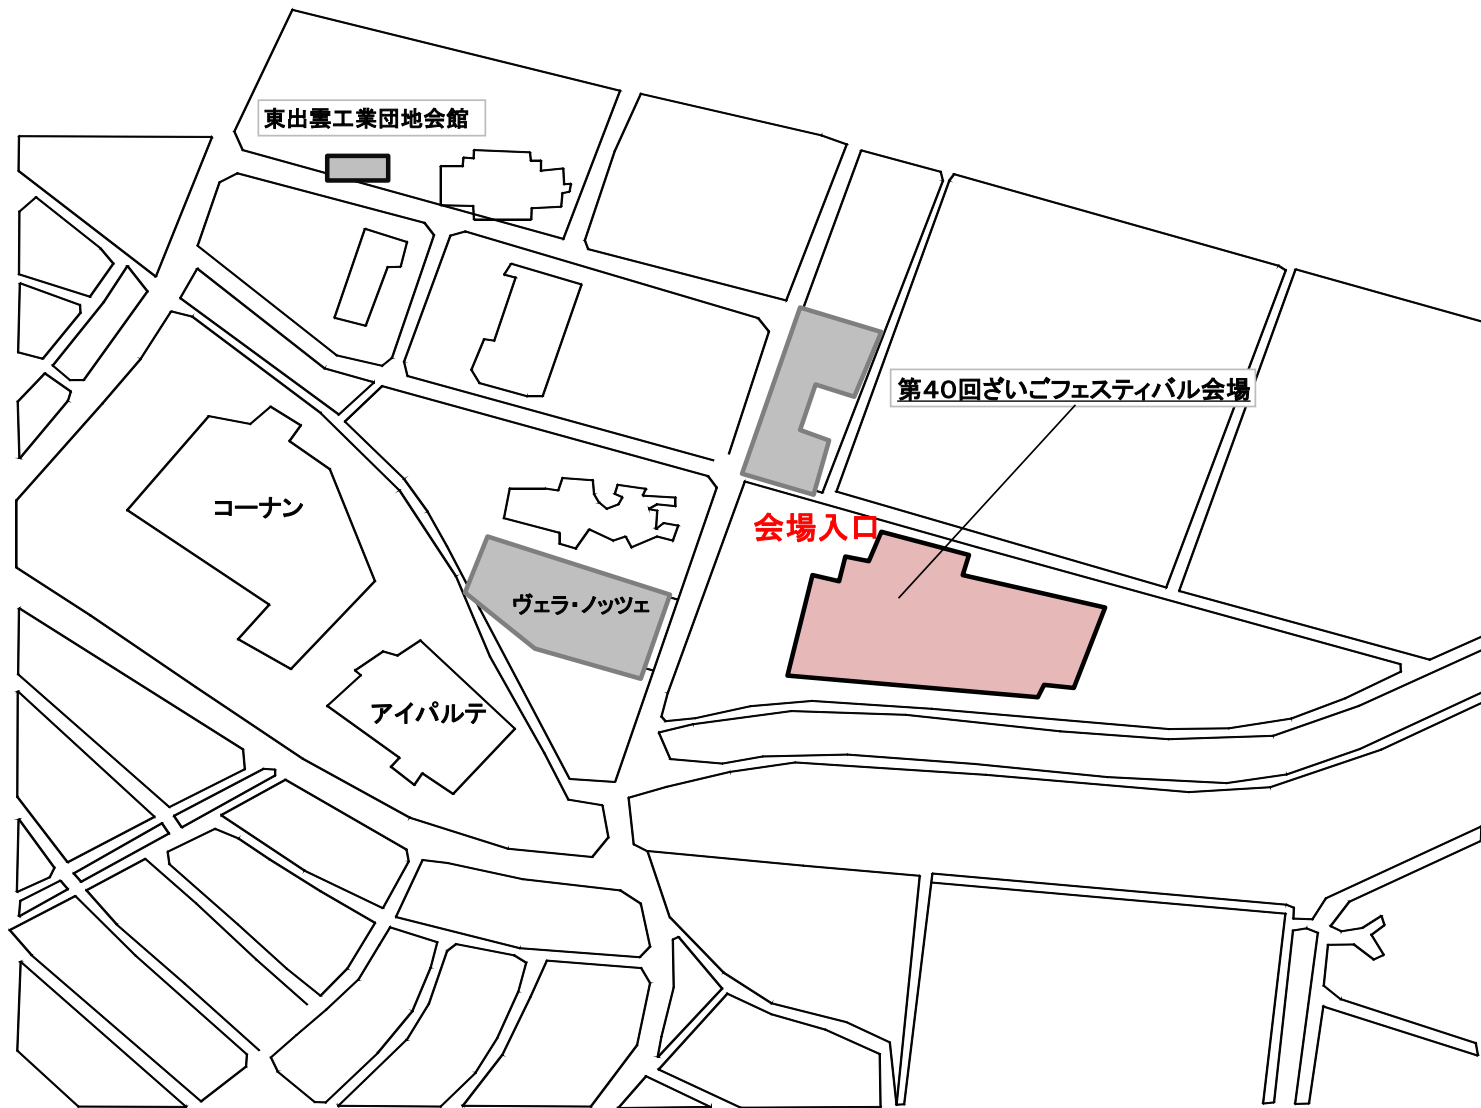 東出雲工業団地会館
第40回ざいごフェスティバル会場
コーナン
会場入口
ヴェラ・ノッツェ
アイパルテ